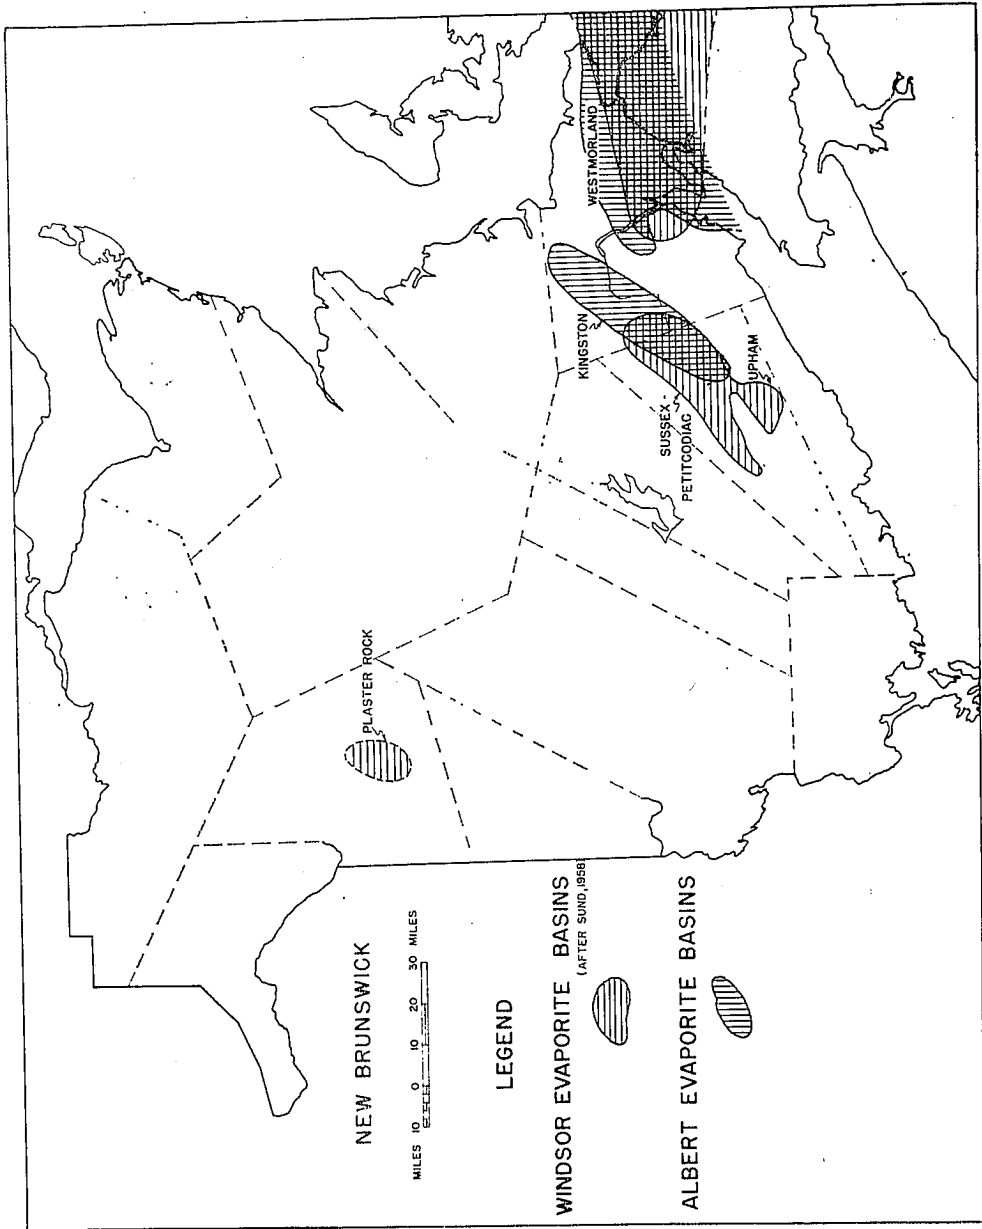 WESTMORLAND
KINGSTON
SUSSEX -
PETITCODIAC
UPHAM
PLASTER ROCK
NEW BRUNSWICK
MILES 10 0 10 20 30 MILES
LEGEND
WINDSOR EVAPORITE BASINS
(AFTER SUND, 1958)
ALBERT EVAPORITE BASINS